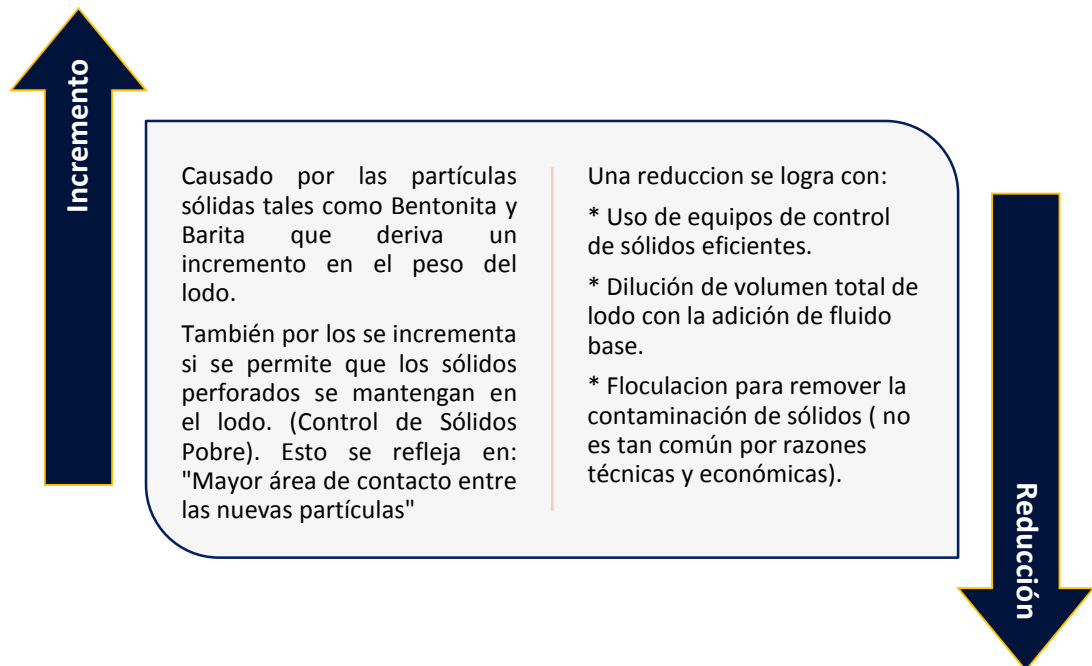 Incremento
Causado por las partículas
sólidas tales como Bentonita y
Barita que deriva un
incremento en el peso del
lodo.
También por los se incrementa
si se permite que los sólidos
perforados se mantengan en
el lodo. (Control de Sólidos
Pobre). Esto se refleja en:
"Mayor área de contacto entre
las nuevas partículas"
Una reduccion se logra con:
* Uso de equipos de control
de sólidos eficientes.
* Dilución de volumen total de
lodo con la adición de fluido
base.
* Floculacion para remover la
contaminación de sólidos ( no
es tan común por razones
técnicas y económicas).
Reducción